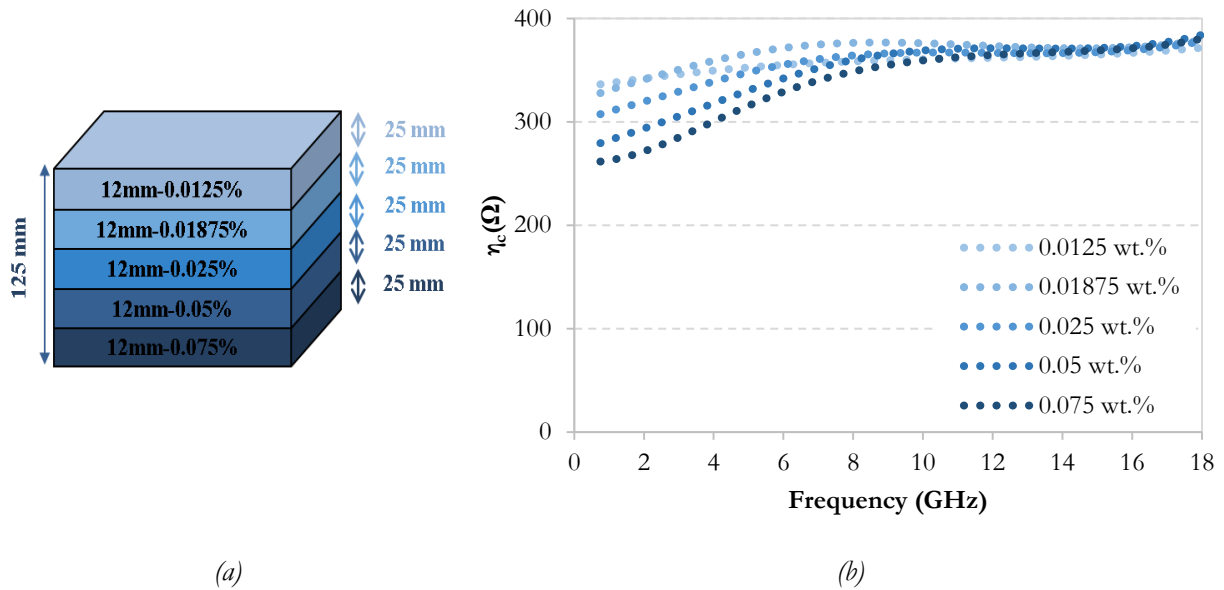 25 mm
25 mm
25 mm
25 mm
25 mm
125 mm
12mm-0.0125%
12mm-0.01875%
12mm-0.025%
12mm-0.05%
12mm-0.075%
(a)
ηc(Ω)
400
300
200
100
0
0 2 4 6 8 10 12 14 16 18
Frequency (GHz)
0.0125 wt.%
0.01875 wt.%
0.025 wt.%
0.05 wt.%
0.075 wt.%
(b)